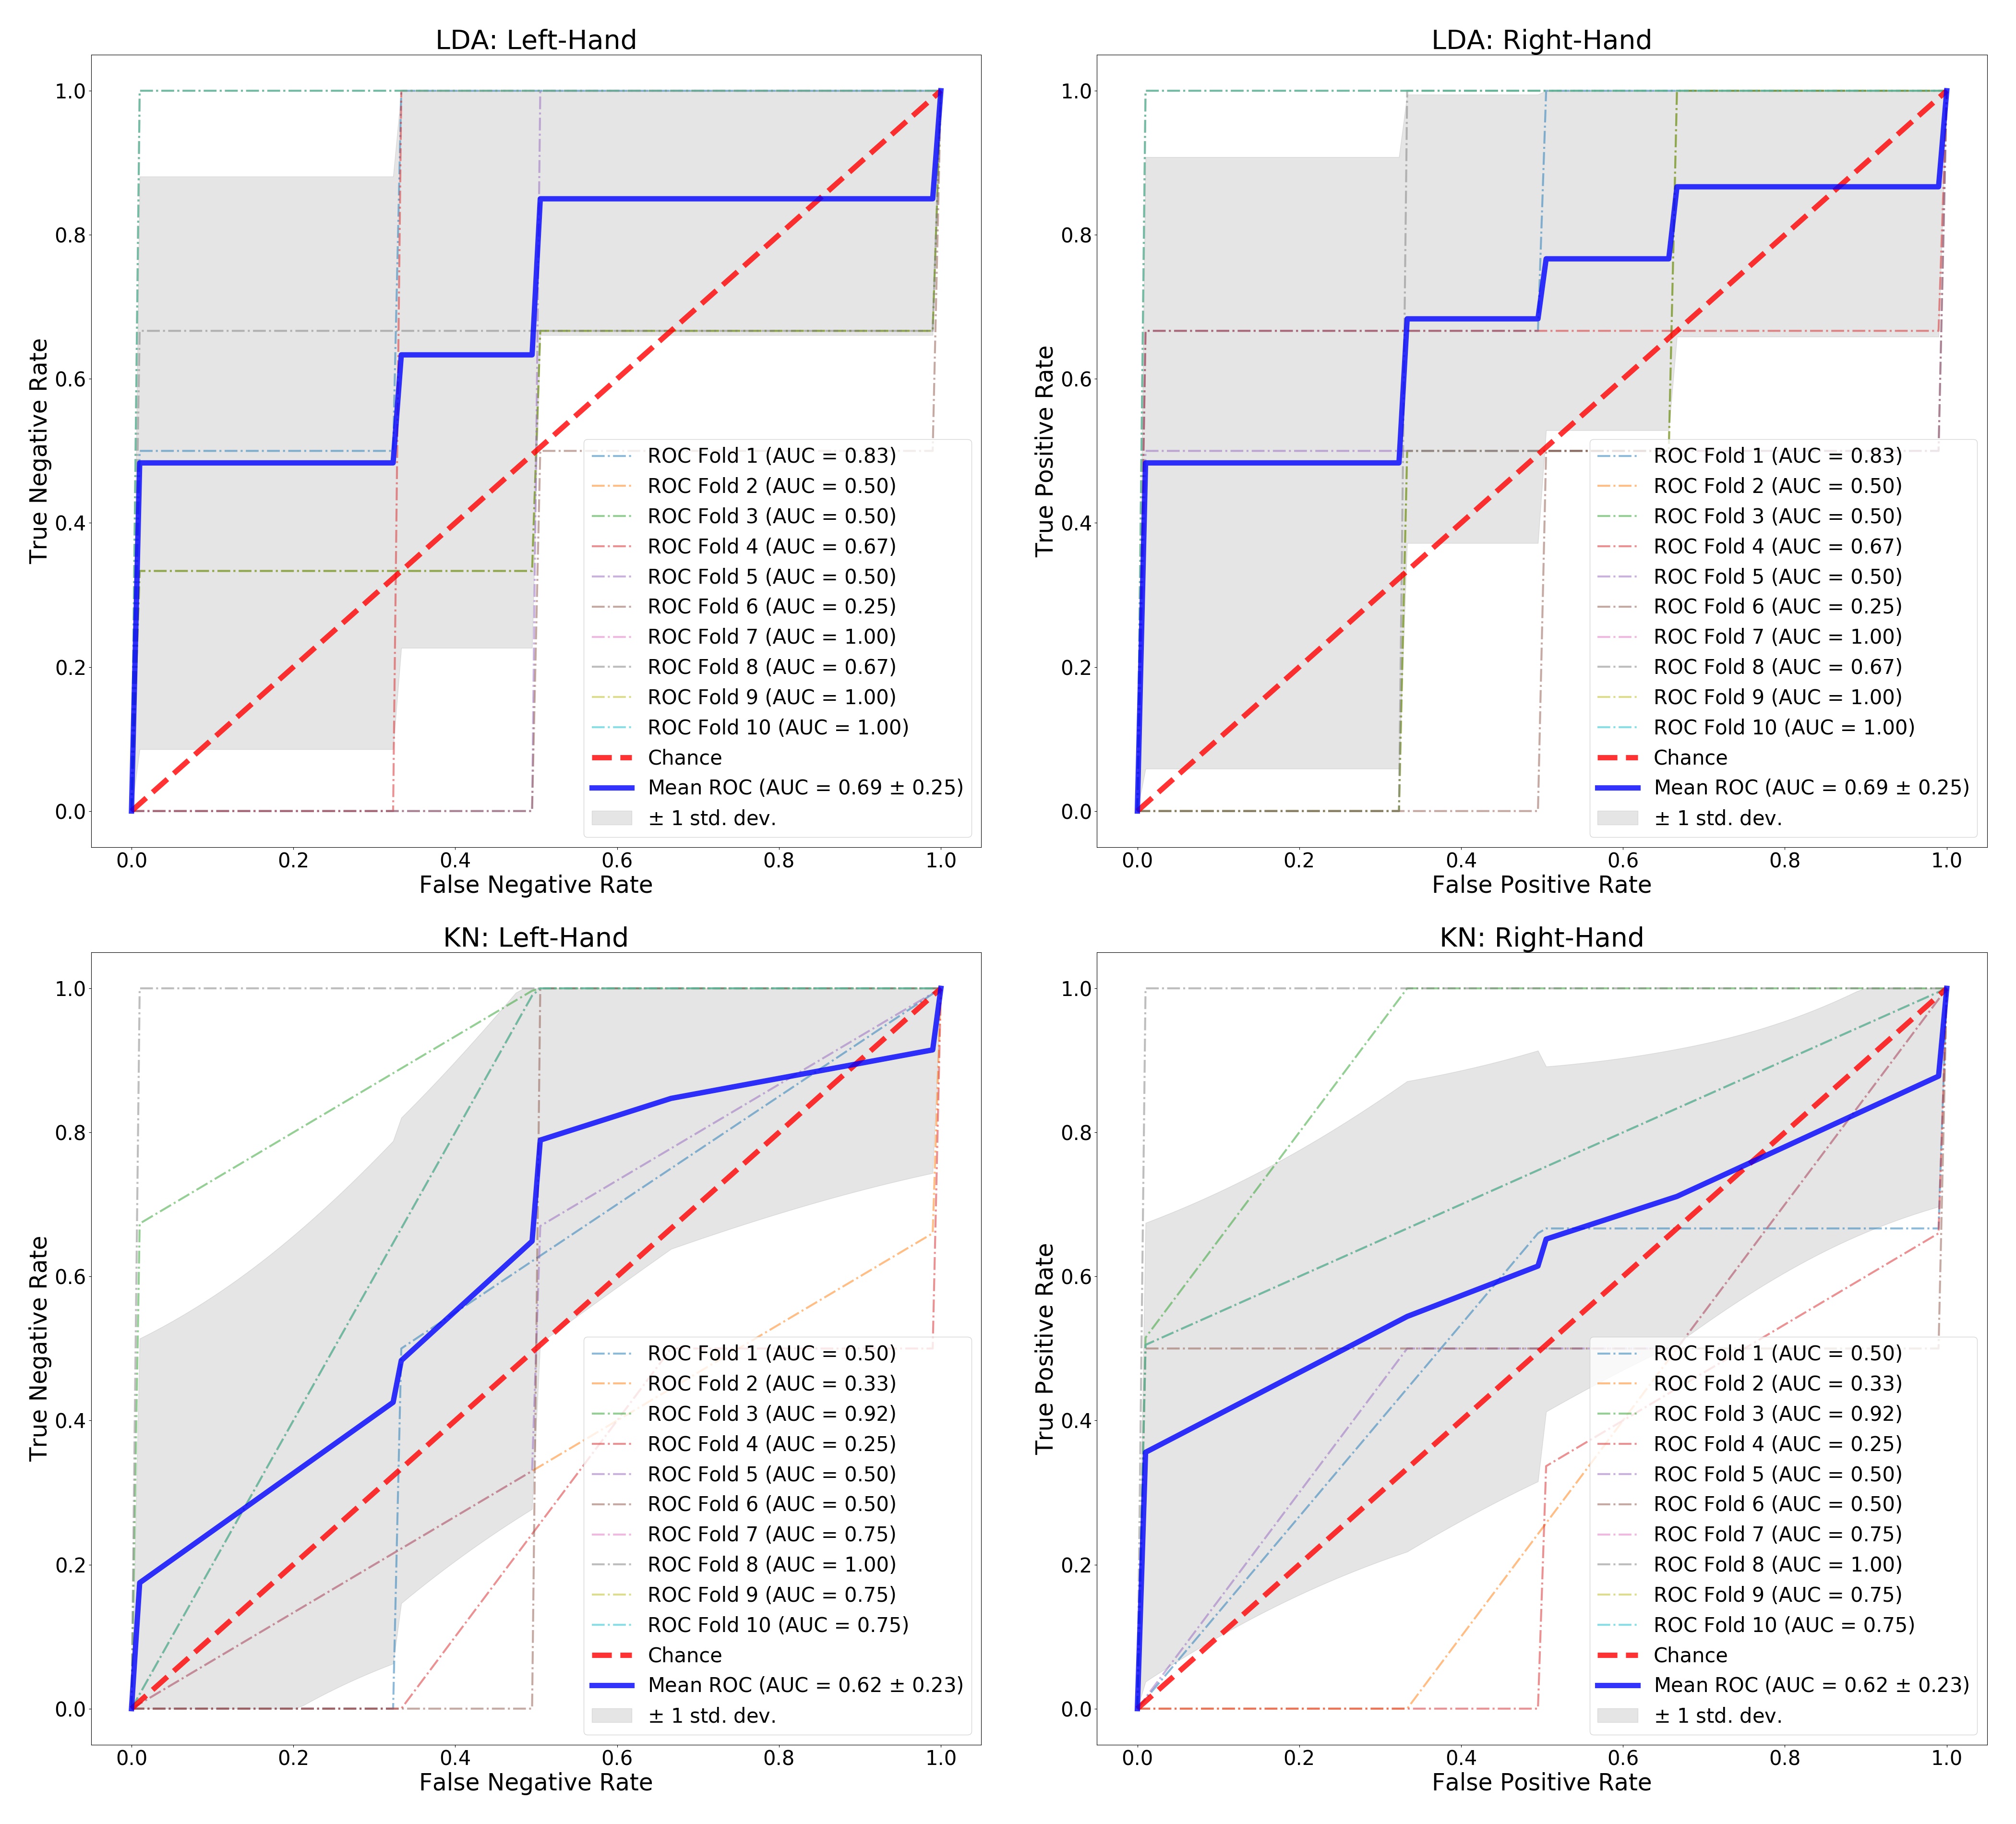 LDA: Left-Hand
True Negative Rate
1.0
0.8
0.6
0.4
0.2
0.0
ROC Fold 1 (AUC = 0.83)
ROC Fold 2 (AUC = 0.50)
ROC Fold 3 (AUC = 0.50)
ROC Fold 4 (AUC = 0.67)
ROC Fold 5 (AUC = 0.50)
ROC Fold 6 (AUC = 0.25)
ROC Fold 7 (AUC = 1.00)
ROC Fold 8 (AUC = 0.67)
ROC Fold 9 (AUC = 1.00)
ROC Fold 10 (AUC = 1.00)
Chance
Mean ROC (AUC = 0.69 ± 0.25)
± 1 std. dev.
0.0 0.2 0.4 0.6 0.8 1.0
False Negative Rate
LDA: Right-Hand
True Positive Rate
1.0
0.8
0.6
0.4
0.2
0.0
ROC Fold 1 (AUC = 0.83)
ROC Fold 2 (AUC = 0.50)
ROC Fold 3 (AUC = 0.50)
ROC Fold 4 (AUC = 0.67)
ROC Fold 5 (AUC = 0.50)
ROC Fold 6 (AUC = 0.25)
ROC Fold 7 (AUC = 1.00)
ROC Fold 8 (AUC = 0.67)
ROC Fold 9 (AUC = 1.00)
ROC Fold 10 (AUC = 1.00)
Chance
Mean ROC (AUC = 0.69 ± 0.25)
± 1 std. dev.
0.0 0.2 0.4 0.6 0.8 1.0
False Positive Rate
KN: Left-Hand
True Negative Rate
1.0
0.8
0.6
0.4
0.2
0.0
ROC Fold 1 (AUC = 0.50)
ROC Fold 2 (AUC = 0.33)
ROC Fold 3 (AUC = 0.92)
ROC Fold 4 (AUC = 0.25)
ROC Fold 5 (AUC = 0.50)
ROC Fold 6 (AUC = 0.50)
ROC Fold 7 (AUC = 0.75)
ROC Fold 8 (AUC = 1.00)
ROC Fold 9 (AUC = 0.75)
ROC Fold 10 (AUC = 0.75)
Chance
Mean ROC (AUC = 0.62 ± 0.23)
± 1 std. dev.
0.0 0.2 0.4 0.6 0.8 1.0
False Negative Rate
KN: Right-Hand
True Positive Rate
1.0
0.8
0.6
0.4
0.2
0.0
ROC Fold 1 (AUC = 0.50)
ROC Fold 2 (AUC = 0.33)
ROC Fold 3 (AUC = 0.92)
ROC Fold 4 (AUC = 0.25)
ROC Fold 5 (AUC = 0.50)
ROC Fold 6 (AUC = 0.50)
ROC Fold 7 (AUC = 0.75)
ROC Fold 8 (AUC = 1.00)
ROC Fold 9 (AUC = 0.75)
ROC Fold 10 (AUC = 0.75)
Chance
Mean ROC (AUC = 0.62 ± 0.23)
± 1 std. dev.
0.0 0.2 0.4 0.6 0.8 1.0
False Positive Rate